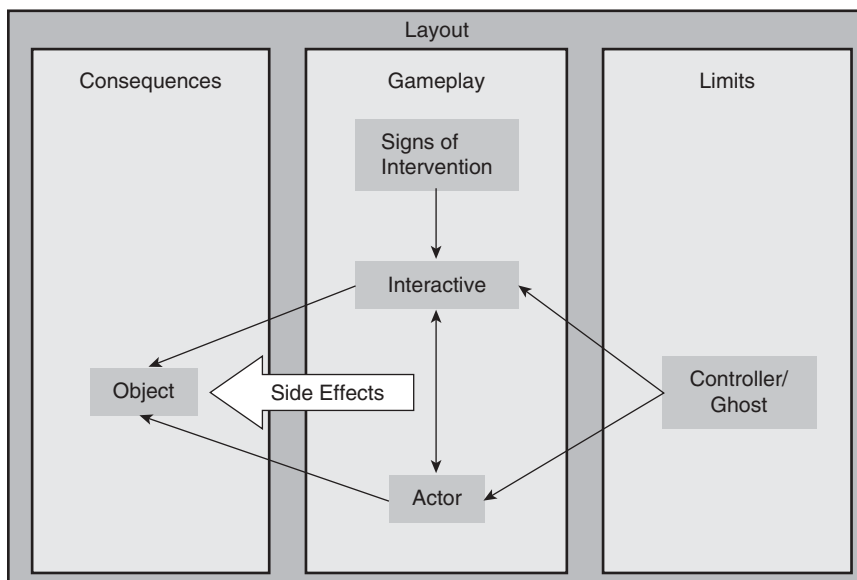 Layout
Consequences
Gameplay
Limits
Signs of
Intervention
Interactive
Object
Side Effects
Controller/
Ghost
Actor